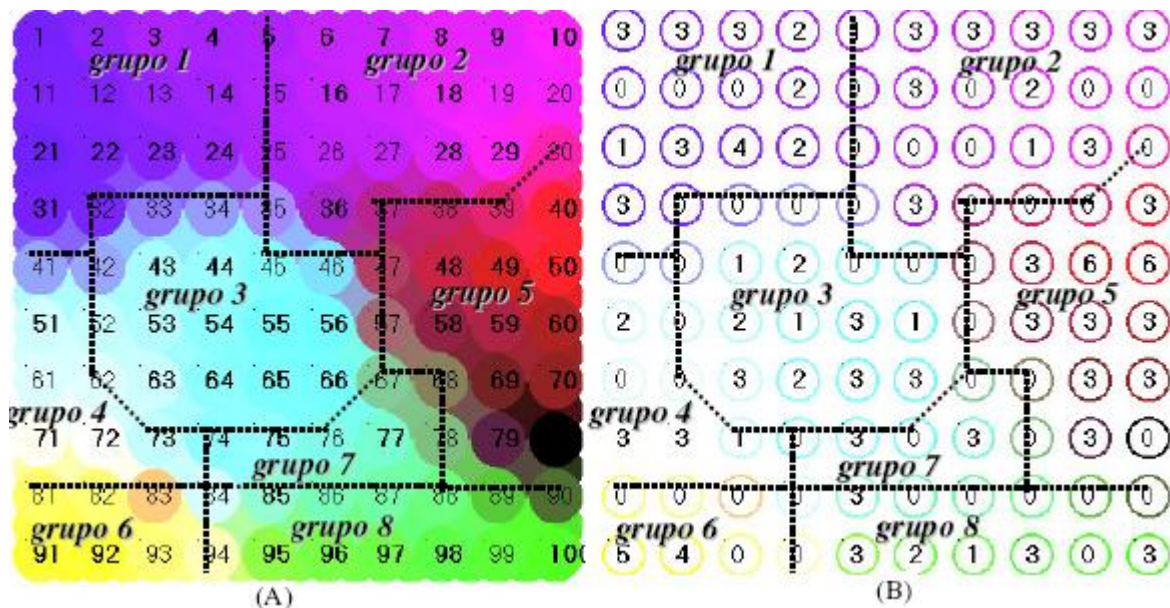 1 2 3 4 5 6 7 8 9 10
grupo 1 grupo 2
11 12 13 14 15 16 17 18 19 20
21 22 23 24 25 26 27 28 29 30
31 32 33 34 35 36 37 38 39 40
41 42 43 44 45 46 47 48 49 50
grupo 3 grupo 5
51 52 53 54 55 56 57 58 59 60
61 62 63 64 65 66 67 68 69 70
grupo 4
71 72 73 74 75 76 77 78 79
grupo 7
81 82 83 84 85 86 87 88 89 90
grupo 6 grupo 8
91 92 93 94 95 96 97 98 99 100
(A)
3 3 3 2 3 3 3 3 3
grupo 1 grupo 2
0 0 0 2 0 3 0 2 0 0
1 3 4 2 0 0 0 1 3 0
3 0 0 0 0 3 0 0 0 3
0 0 1 2 0 0 0 3 6 6
grupo 3 grupo 5
2 0 2 1 3 1 0 3 3 3
0 0 3 2 3 3 0 0 3 3
grupo 4
3 3 1 0 3 0 3 0 3 0
grupo 7
0 0 0 0 3 0 0 0 0 0
grupo 6 grupo 8
5 4 0 0 3 2 1 3 0 3
(B)